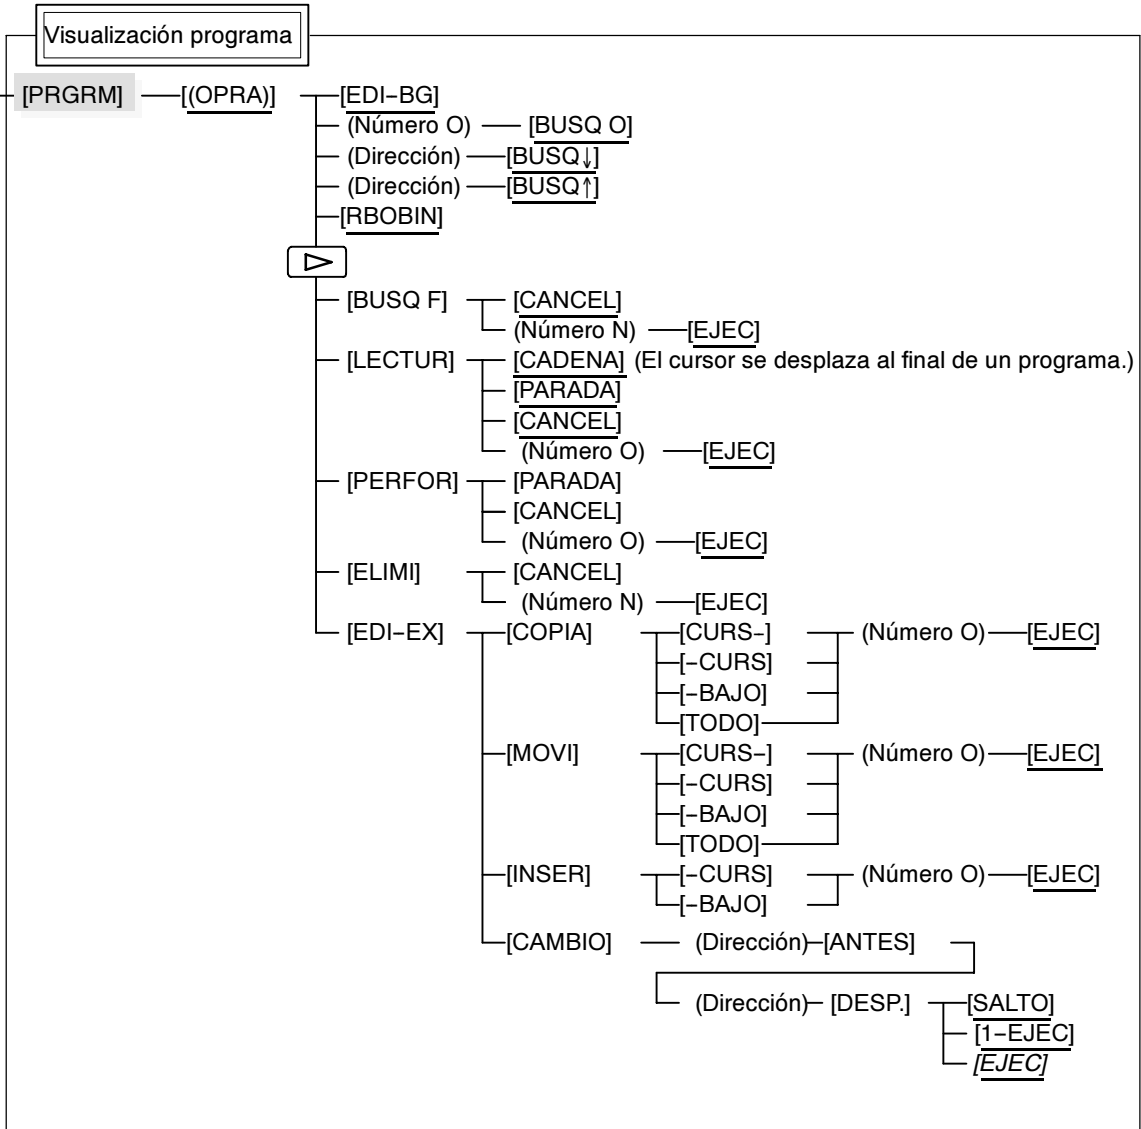 Visualización programa
[PRGRM] [(OPRA)] [EDI-BG]
(Número O) [BUSQ O]
(Dirección) [BUSQ↓]
(Dirección) [BUSQ↑]
[RBOBIN]
[BUSQ F] [CANCEL]
(Número N) [EJEC]
[LECTUR] [CADENA] (El cursor se desplaza al final de un programa.)
[PARADA]
[CANCEL]
(Número O) [EJEC]
[PERFOR] [PARADA]
[CANCEL]
(Número O) [EJEC]
[ELIMI] [CANCEL]
(Número N) [EJEC]
[EDI-EX] [COPIA] [CURS-] (Número O) [EJEC]
[-CURS]
[-BAJO]
[TODO]
[MOVI] [CURS-] (Número O) [EJEC]
[-CURS]
[-BAJO]
[TODO]
[INSER] [-CURS] (Número O) [EJEC]
[-BAJO]
[CAMBIO] (Dirección) [ANTES]
(Dirección) [DESP.] [SALTO]
[1-EJEC]
[EJEC]